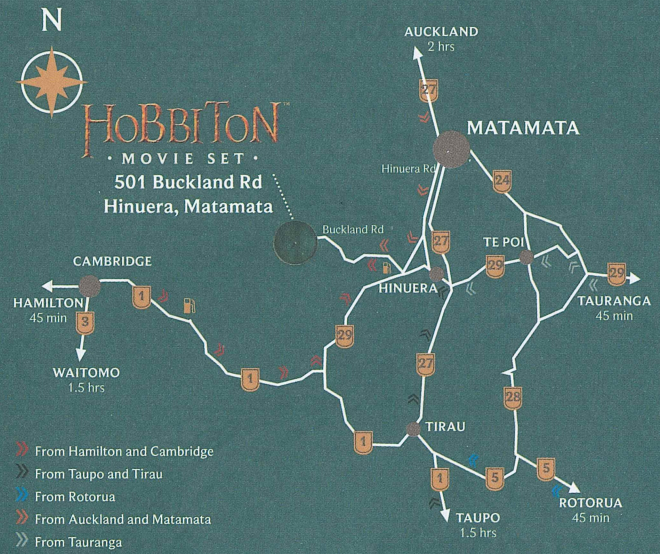 N
AUCKLAND
2 hrs
27
HOBBITON™
· MOVIE SET ·
501 Buckland Rd
Hinuera, Matamata
MATAMATA
Hinuera Rd
24
Buckland Rd
27
TE POI
29
CAMBRIDGE
HINUERA
29
TAURANGA
45 min
HAMILTON
45 min
1
3
29
WAITOMO
1.5 hrs
27
1
28
1
TIRAU
From Hamilton and Cambridge
From Taupo and Tirau
From Rotorua
From Auckland and Matamata
From Tauranga
1
5
5
ROTORUA
45 min
TAUPO
1.5 hrs